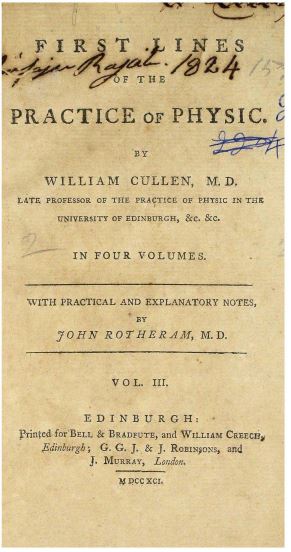 FIRST LINES
1824
OF THE
PRACTICE OF PHYSIC.
BY
WILLIAM CULLEN, M. D.
LATE PROFESSOR OF THE PRACTICE OF PHYSIC IN THE
UNIVERSITY OF EDINBURGH, &c. &c.
2
IN FOUR VOLUMES.
WITH PRACTICAL AND EXPLANATORY NOTES,
BY
JOHN ROTHERAM, M. D.
VOL. III.
EDINBURGH:
Printed for BELL & BRADFUTE, and WILLIAM CREECH,
Edinburgh; G. G. J. & J. ROBINSONS, and
J. MURRAY, London.
MDCCXCI.